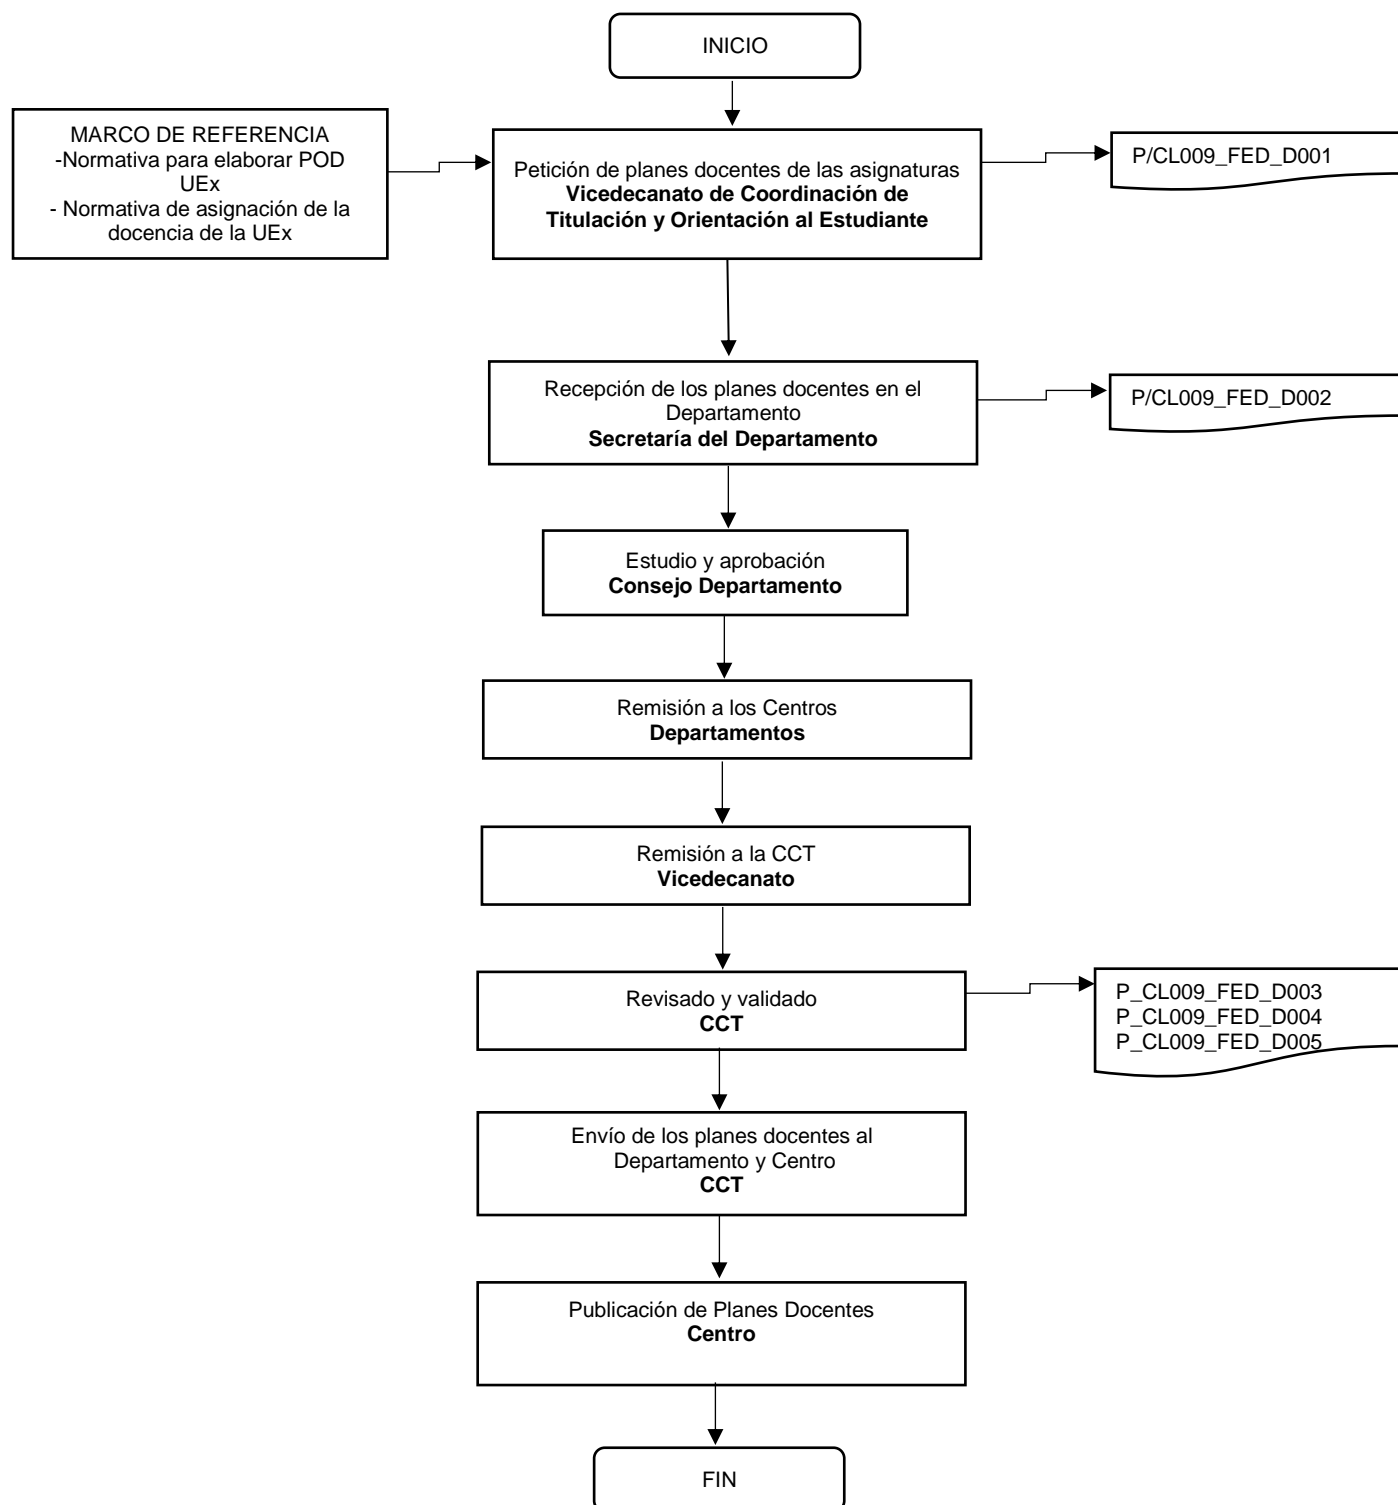 INICIO
MARCO DE REFERENCIA
-Normativa para elaborar POD
UEx
- Normativa de asignación de la
docencia de la UEx
Petición de planes docentes de las asignaturas
Vicedecanato de Coordinación de
Titulación y Orientación al Estudiante
P/CL009_FED_D001
Recepción de los planes docentes en el
Departamento
Secretaría del Departamento
P/CL009_FED_D002
Estudio y aprobación
Consejo Departamento
Remisión a los Centros
Departamentos
Remisión a la CCT
Vicedecanato
Revisado y validado
CCT
P_CL009_FED_D003
P_CL009_FED_D004
P_CL009_FED_D005
Envío de los planes docentes al
Departamento y Centro
CCT
Publicación de Planes Docentes
Centro
FIN